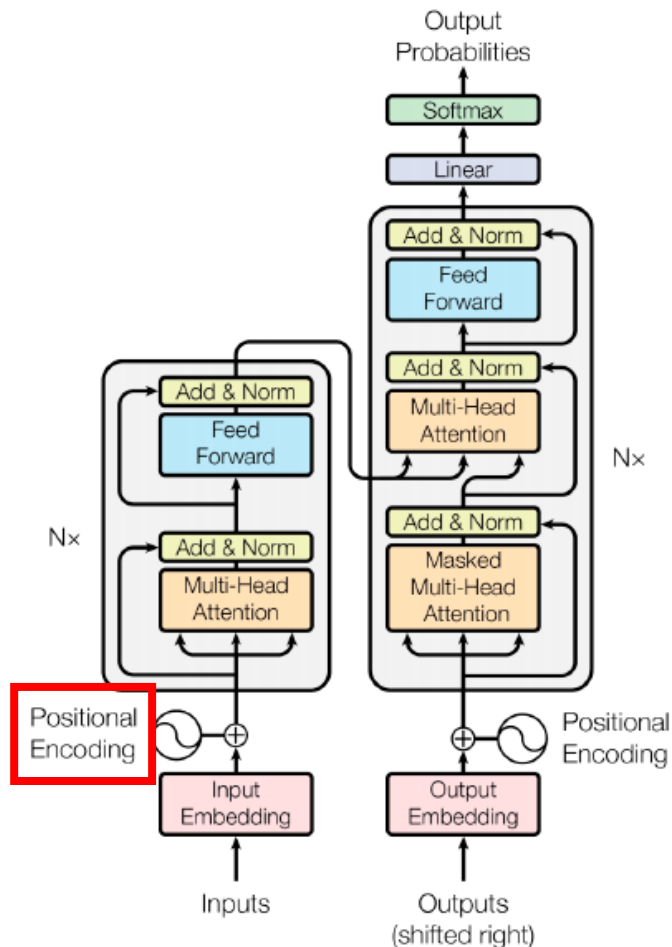 Output
Probabilities
Softmax
Linear
Add & Norm
Feed
Forward
Add & Norm
Multi-Head
Attention
Add & Norm
Masked
Multi-Head
Attention
Nx
Add & Norm
Feed
Forward
Add & Norm
Multi-Head
Attention
Nx
Positional
Encoding
Positional
Encoding
Input
Embedding
Output
Embedding
Inputs
Outputs
(shifted right)